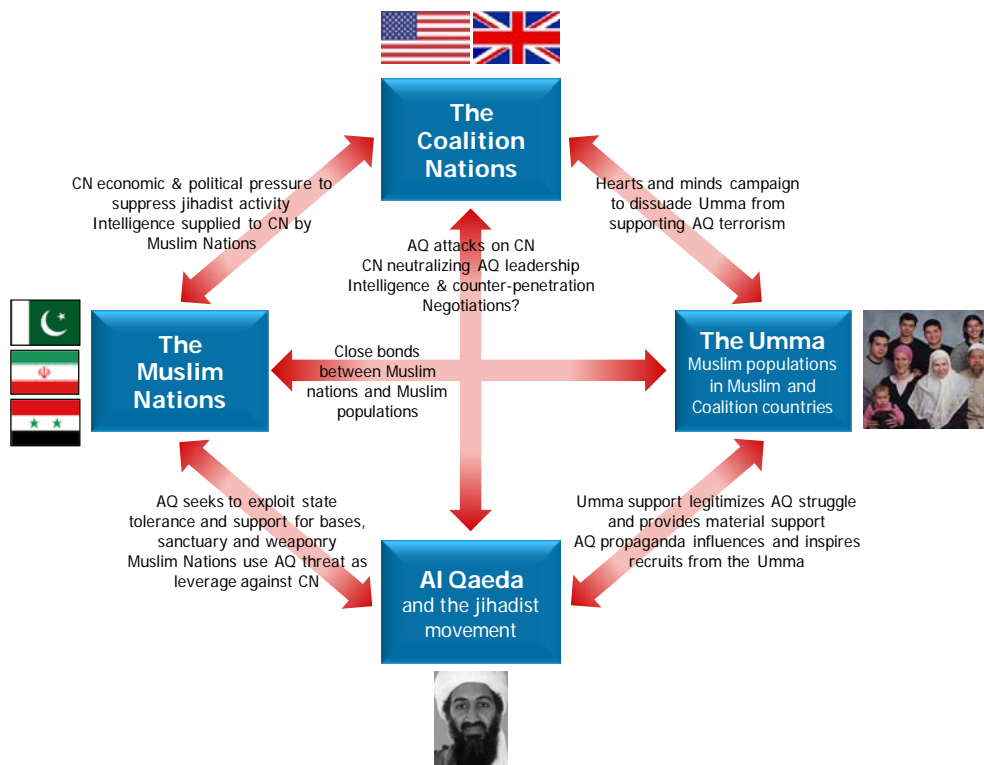 The
Coalition
Nations
CN economic & political pressure to
suppress jihadist activity
Intelligence supplied to CN by
Muslim Nations
Hearts and minds campaign
to dissuade Umma from
supporting AQ terrorism
AQ attacks on CN
CN neutralizing AQ leadership
Intelligence & counter-penetration
Negotiations?
The
Muslim
Nations
Close bonds
between Muslim
nations and Muslim
populations
The Umma
Muslim populations
in Muslim and
Coalition countries
AQ seeks to exploit state
tolerance and support for bases,
sanctuary and weaponry
Muslim Nations use AQ threat as
leverage against CN
Umma support legitimizes AQ struggle
and provides material support
AQ propaganda influences and inspires
recruits from the Umma
Al Qaeda
and the jihadist
movement